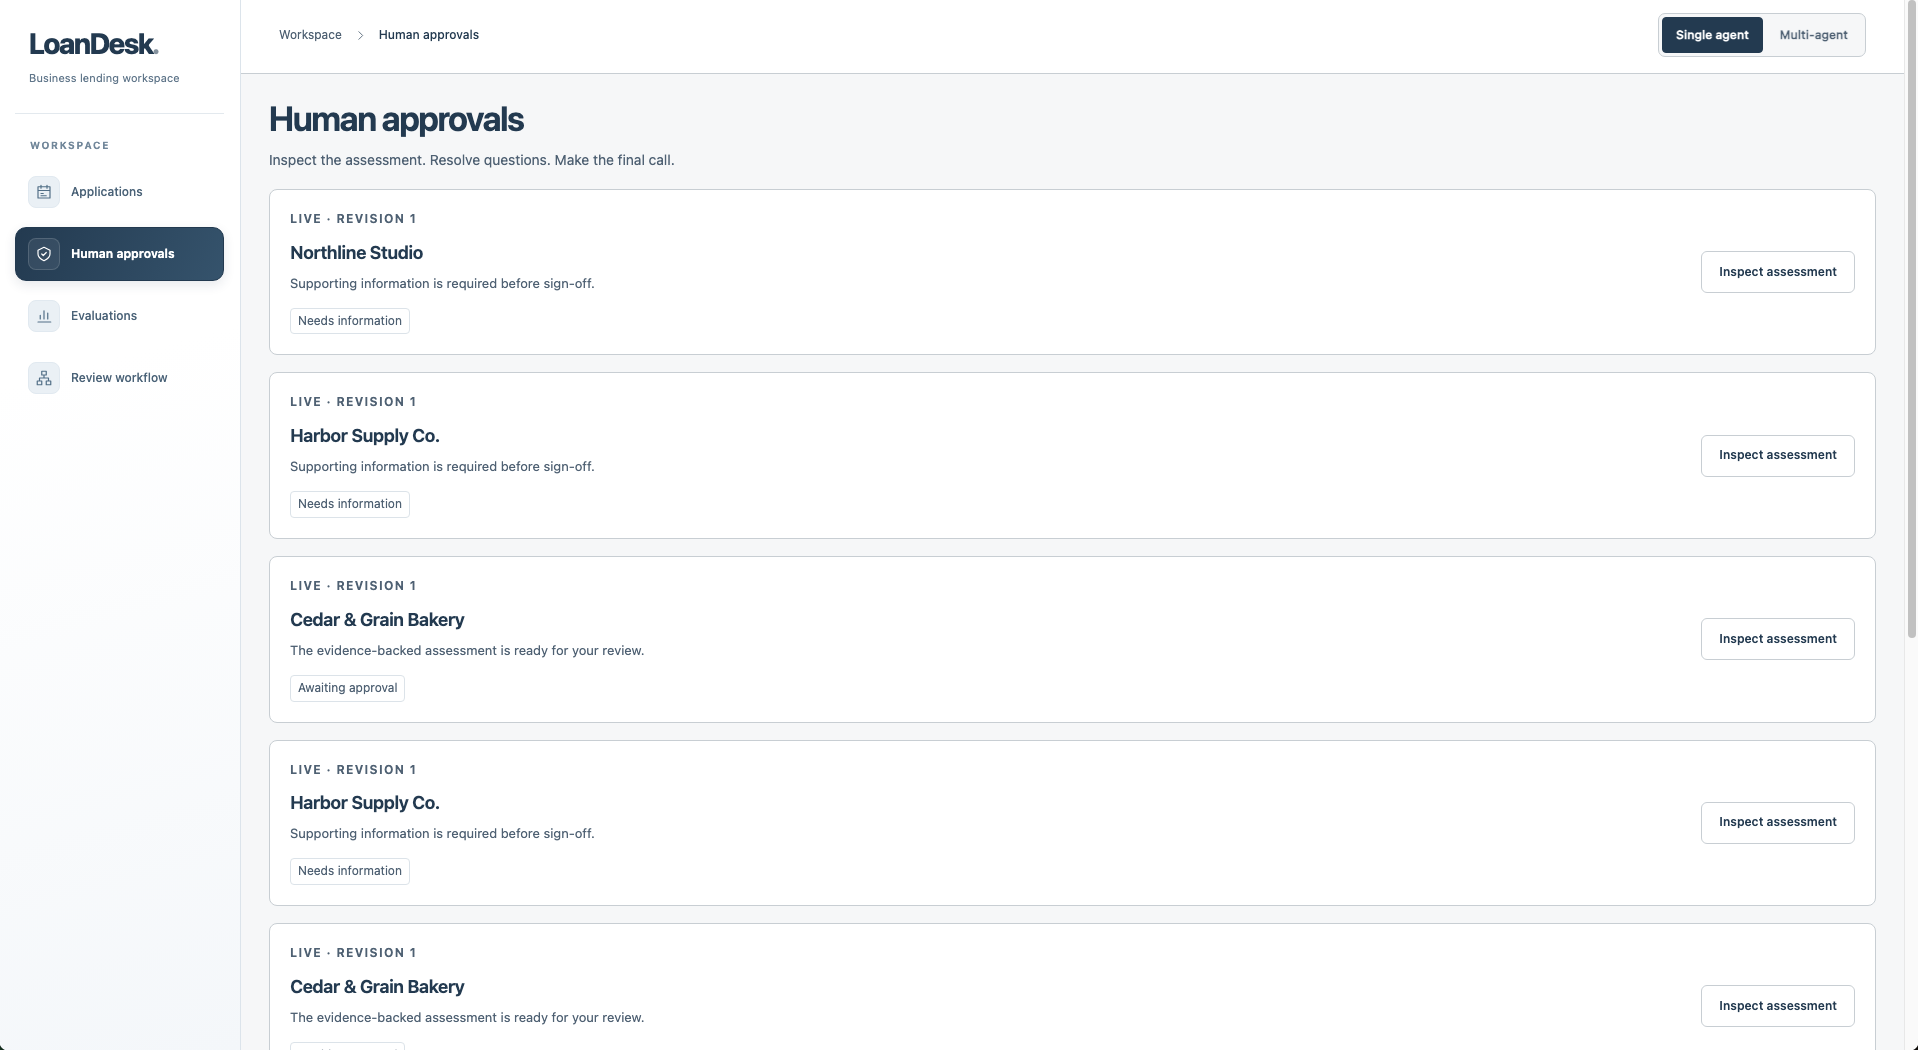 LoanDesk.
Business lending workspace
WORKSPACE
Applications
Human approvals
Evaluations
Review workflow
Workspace > Human approvals
Single agent Multi-agent
Human approvals
Inspect the assessment. Resolve questions. Make the final call.
LIVE · REVISION 1
Northline Studio
Supporting information is required before sign-off.
Needs information
Inspect assessment
LIVE · REVISION 1
Harbor Supply Co.
Supporting information is required before sign-off.
Needs information
Inspect assessment
LIVE · REVISION 1
Cedar & Grain Bakery
The evidence-backed assessment is ready for your review.
Awaiting approval
Inspect assessment
LIVE · REVISION 1
Harbor Supply Co.
Supporting information is required before sign-off.
Needs information
Inspect assessment
LIVE · REVISION 1
Cedar & Grain Bakery
The evidence-backed assessment is ready for your review.
Inspect assessment